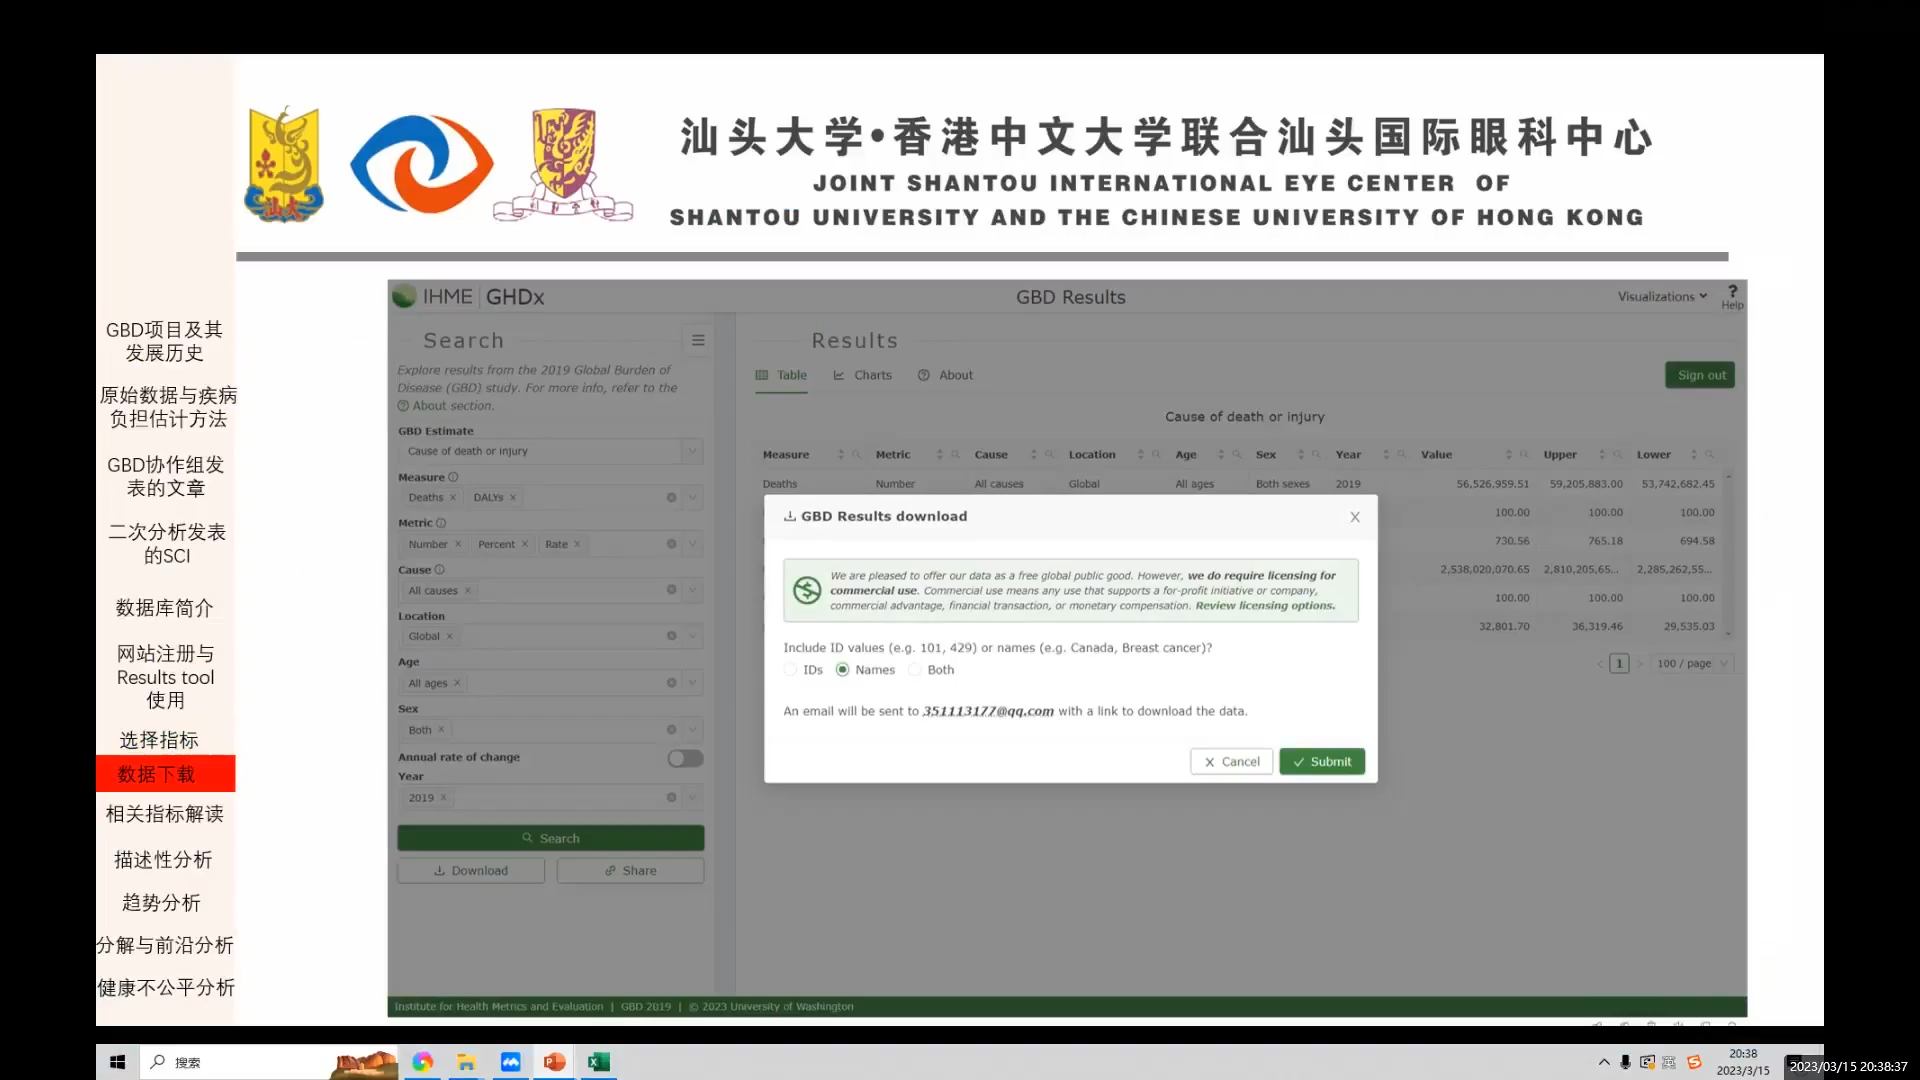 汕头大学•香港中文大学联合汕头国际眼科中心
JOINT SHANTOU INTERNATIONAL EYE CENTER OF
SHANTOU UNIVERSITY AND THE CHINESE UNIVERSITY OF HONG KONG
汕大
GBD项目及其
发展历史
原始数据与疾病
负担估计方法
GBD协作组发
表的文章
二次分析发表
的SCI
数据库简介
网站注册与
Results tool
使用
选择指标
数据下载
相关指标解读
描述性分析
趋势分析
分解与前沿分析
健康不公平分析
IHME GHDx
GBD Results
Visualizations
?
Help
Search
Explore results from the 2019 Global Burden of
Disease (GBD) study. For more info, refer to the
About section.
GBD Estimate
Cause of death or injury
Measure
Deaths × DALYs ×
Metric
Number × Percent × Rate ×
Cause
All causes ×
Location
Global ×
Age
All ages ×
Sex
Both ×
Annual rate of change
Year
2019 ×
Search
Download Share
Results
Table Charts About
Sign out
Cause of death or injury
Measure Metric Cause Location Age Sex Year Value Upper Lower
Deaths Number All causes Global All ages Both sexes 2019 56,526,959.51 59,205,883.00 53,742,682.45
100.00 100.00 100.00
730.56 765.18 694.58
2,538,020,070.65 2,810,205,65... 2,285,262,55...
100.00 100.00 100.00
32,801.70 36,319.46 29,535.03
< 1 > 100 / page
GBD Results download X
We are pleased to offer our data as a free global public good. However, we do require licensing for
commercial use. Commercial use means any use that supports a for-profit initiative or company,
commercial advantage, financial transaction, or monetary compensation. Review licensing options.
Include ID values (e.g. 101, 429) or names (e.g. Canada, Breast cancer)?
IDs Names Both
An email will be sent to 351113177@qq.com with a link to download the data.
× Cancel ✓ Submit
Institute for Health Metrics and Evaluation | GBD 2019 | © 2023 University of Washington
搜索
英
20:38
2023/3/15
2023/03/15 20:38:37